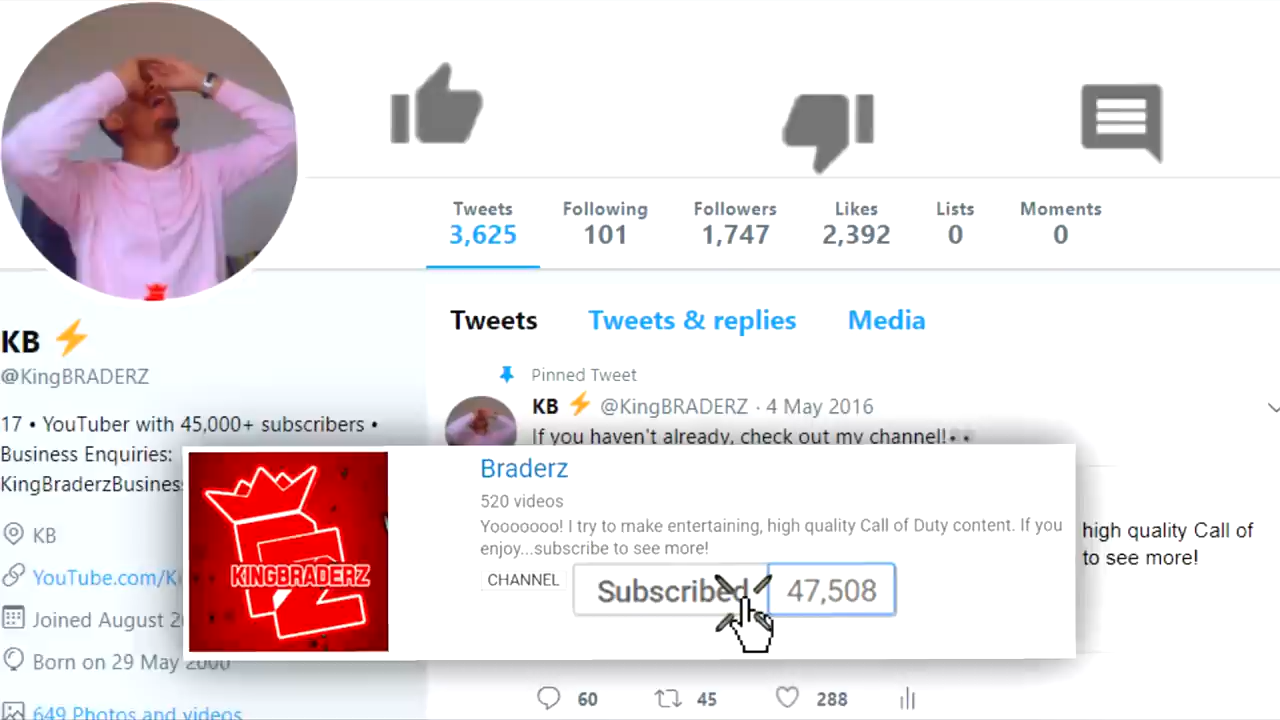 Tweets Following Followers Likes Lists Moments
3,625 101 1,747 2,392 0 0
KB ⚡
@KingBRADERZ
17 • YouTuber with 45,000+ subscribers •
Business Enquiries:
KingBraderzBusiness
KB
YouTube.com/K
Joined August 2
Born on 29 May 2000
649 Photos and videos
Tweets Tweets & replies Media
Pinned Tweet
KB ⚡ @KingBRADERZ · 4 May 2016
If you haven't already, check out my channel!
high quality Call of
to see more!
KINGBRADERZ
Braderz
520 videos
Yooooooo! I try to make entertaining, high quality Call of Duty content. If you
enjoy...subscribe to see more!
CHANNEL Subscribed 47,508
60 45 288